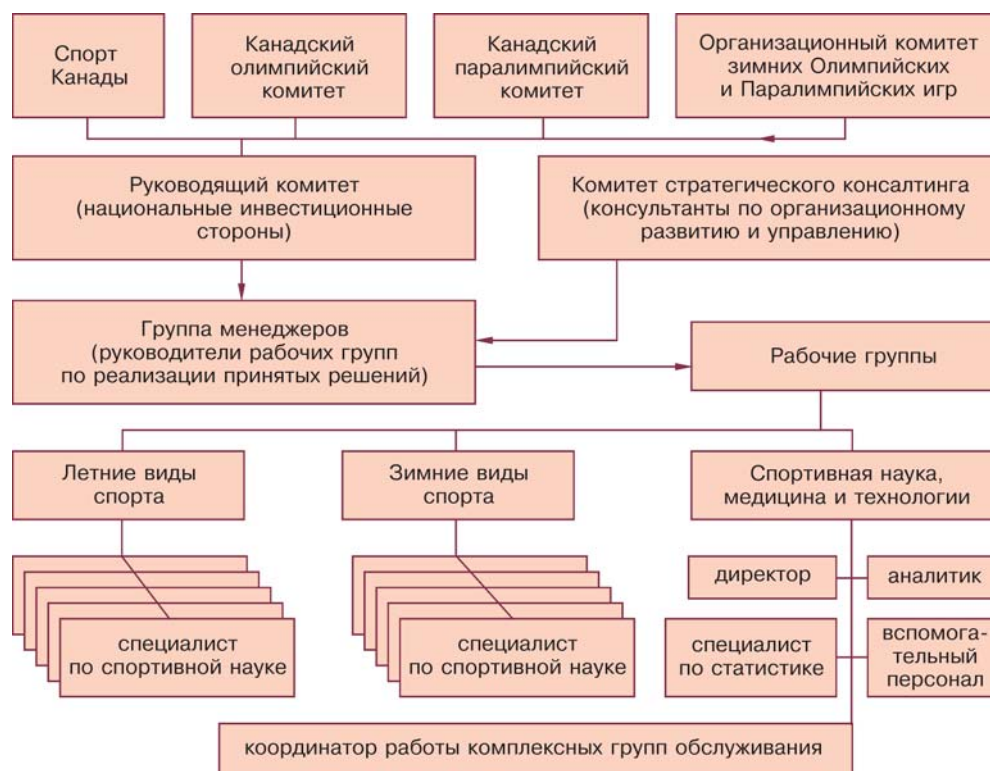 Спорт
Канады
Канадский
олимпийский
комитет
Канадский
паралимпийский
комитет
Организационный комитет
зимних Олимпийских
и Паралимпийских игр
Руководящий комитет
(национальные инвестиционные
стороны)
Комитет стратегического консалтинга
(консультанты по организационному
развитию и управлению)
Группа менеджеров
(руководители рабочих групп
по реализации принятых решений)
Рабочие группы
Летние виды
спорта
Зимние виды
спорта
Спортивная наука,
медицина и технологии
специалист
по спортивной науке
специалист
по спортивной науке
директор
аналитик
специалист
по статистике
вспомога-
тельный
персонал
координатор работы комплексных групп обслуживания